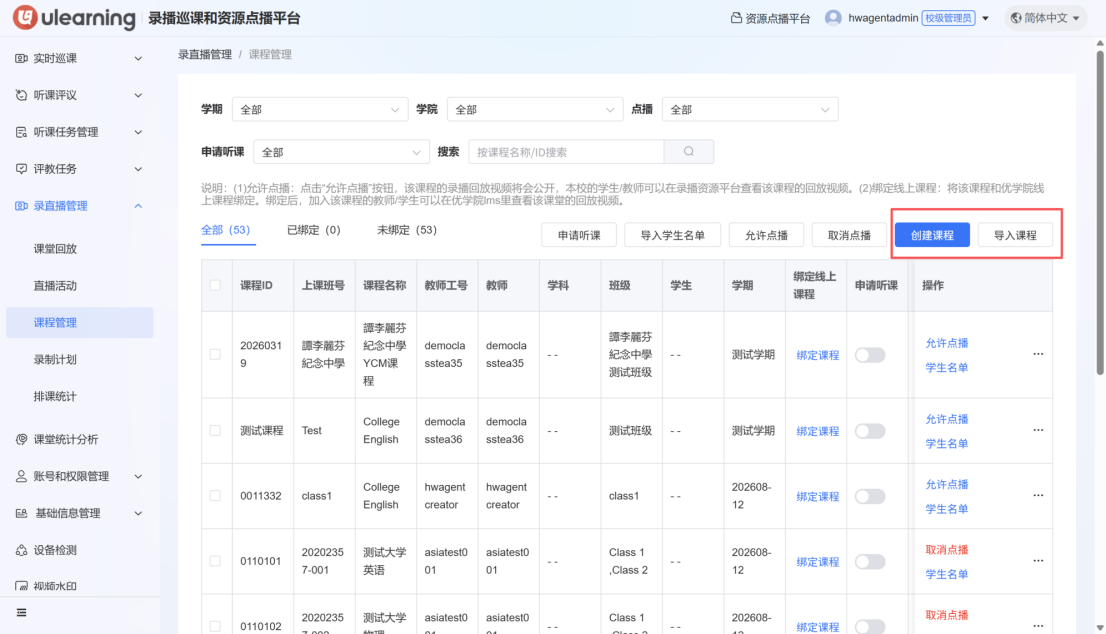 ulearning 录播巡课和资源点播平台
资源点播平台
hwagentadmin 校级管理员
简体中文
实时巡课
听课评议
听课任务管理
评教任务
录直播管理
课堂回放
直播活动
课程管理
录制计划
排课统计
课堂统计分析
账号和权限管理
基础信息管理
设备检测
视频水印
录直播管理 / 课程管理
学期 全部 学院 全部 点播 全部
申请听课 全部 搜索 按课程名称/ID搜索
说明：(1)允许点播：点击“允许点播”按钮，该课程的录播回放视频将会公开，本校的学生/教师可以在录播资源平台查看该课程的回放视频。(2)绑定线上课程：将该课程和优学院线
上课程绑定。绑定后，加入该课程的教师/学生可以在优学院lms里查看该课堂的回放视频。
全部（53） 已绑定（0） 未绑定（53）
申请听课 导入学生名单 允许点播 取消点播 创建课程 导入课程
课程ID 上课班号 课程名称 教师工号 教师 学科 班级 学生 学期 绑定线上
课程 申请听课 操作
20260319 譚李麗芬紀念中學 譚李麗芬紀念中學YCM课程 democlasstea35 democlasstea35 - - 譚李麗芬紀念中學测试班级 - - 测试学期 绑定课程 允许点播 ···
学生名单
测试课程 Test College English democlasstea36 democlasstea36 - - 测试班级 - - 测试学期 绑定课程 允许点播 ···
学生名单
0011332 class1 College English hwagentcreator hwagentcreator - - class1 - - 202608-12 绑定课程 允许点播 ···
学生名单
0110101 20202357-001 测试大学英语 asiatest001 asiatest001 - - Class 1,Class 2 - - 202608-12 绑定课程 取消点播 ···
学生名单
0110102 2020235 测试大学 asiatest0 asiatest0 - - Class 1 - - 202608- 绑定课程 取消点播 ···